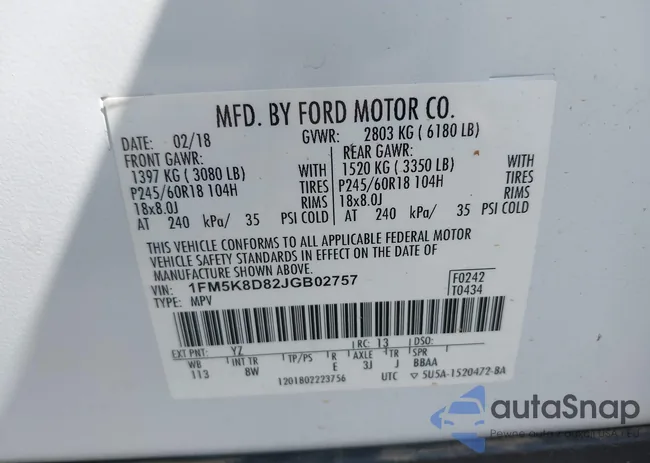 MFD. BY FORD MOTOR CO.
DATE: 02/18 GVWR: 2803 KG ( 6180 LB)
FRONT GAWR: REAR GAWR:
1397 KG ( 3080 LB) WITH 1520 KG ( 3350 LB) WITH
P245/60R18 104H TIRES P245/60R18 104H TIRES
18x8.0J RIMS 18x8.0J RIMS
AT 240 kPa/ 35 PSI COLD AT 240 kPa/ 35 PSI COLD
THIS VEHICLE CONFORMS TO ALL APPLICABLE FEDERAL MOTOR
VEHICLE SAFETY STANDARDS IN EFFECT ON THE DATE OF
MANUFACTURE SHOWN ABOVE.
VIN: 1FM5K8D82JGB02757 F0242
TYPE: MPV T0434
EXT PNT: YZ RC: 13 DSO:
WB INT TR TP/PS R AXLE TR SPR
113 8W E 3J J BBAA
1201802223756 UTC 5U5A-1520472-BA
autaSnap
Pewne auto z USA i EU